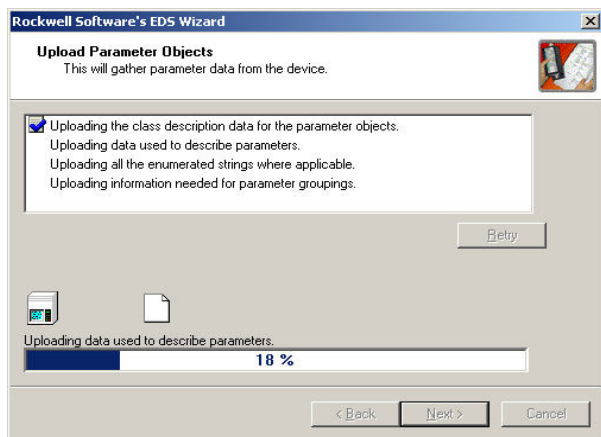 Rockwell Software's EDS Wizard
Upload Parameter Objects
This will gather parameter data from the device.
Uploading the class description data for the parameter objects.
Uploading data used to describe parameters.
Uploading all the enumerated strings where applicable.
Uploading information needed for parameter groupings.
Retry
Uploading data used to describe parameters.
18 %
< Back
Next >
Cancel